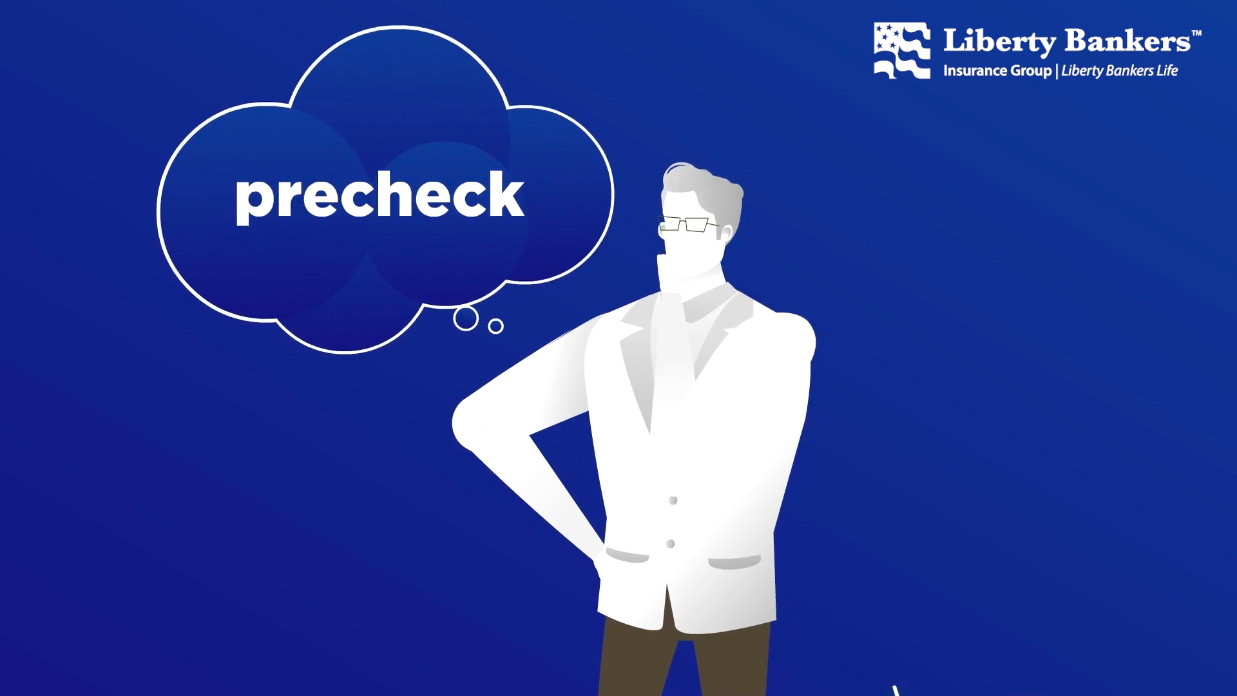 Liberty Bankers™
Insurance Group | Liberty Bankers Life
precheck